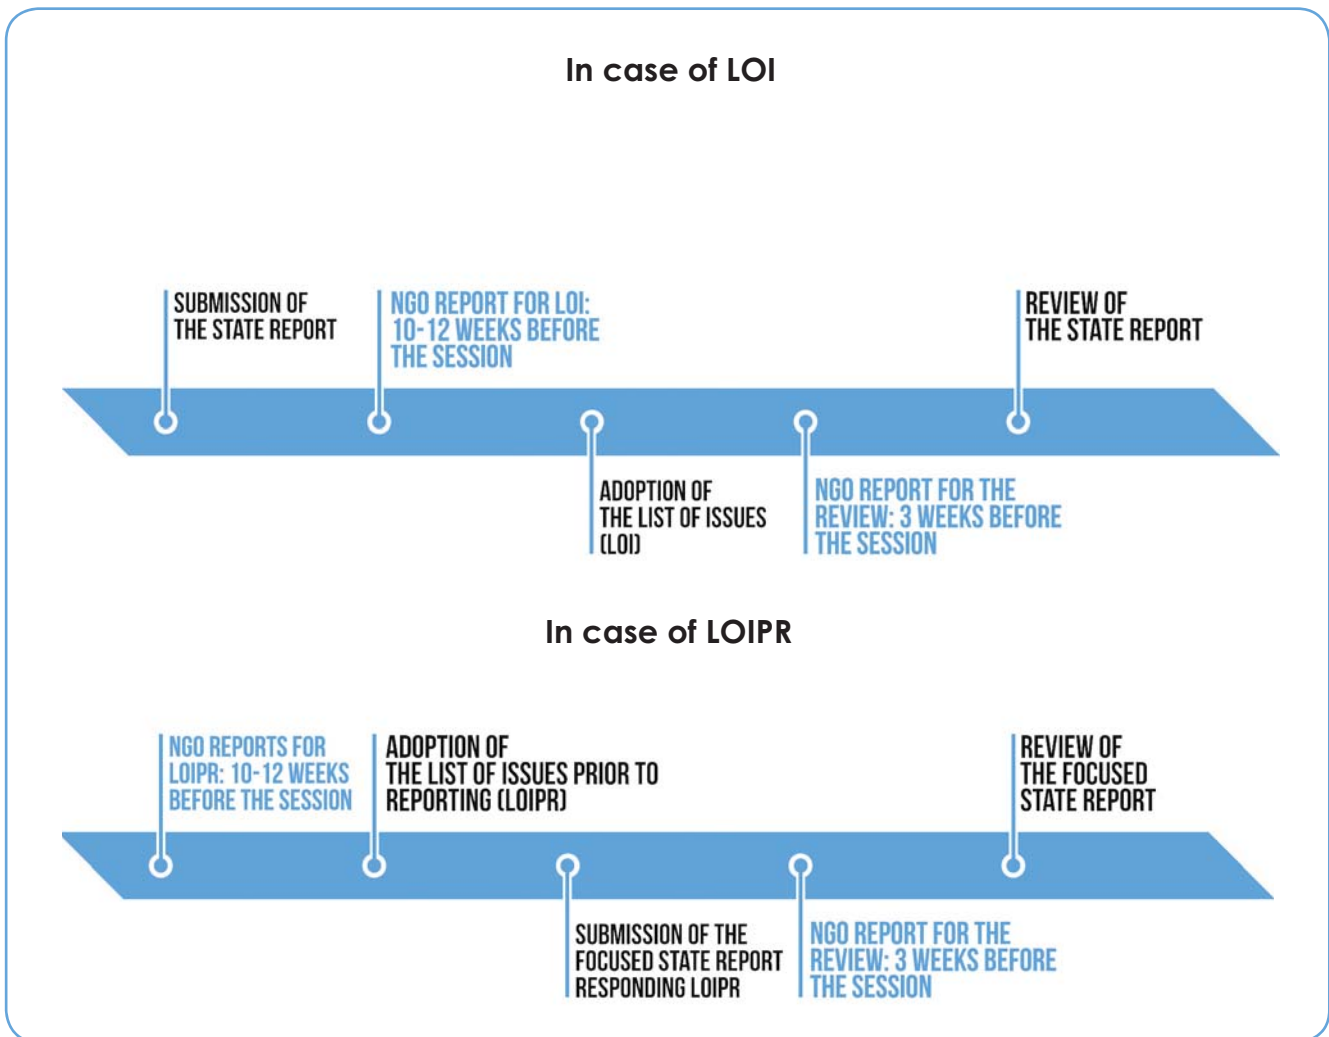 In case of LOI
SUBMISSION OF
THE STATE REPORT
NGO REPORT FOR LOI:
10-12 WEEKS BEFORE
THE SESSION
ADOPTION OF
THE LIST OF ISSUES
(LOI)
NGO REPORT FOR THE
REVIEW: 3 WEEKS BEFORE
THE SESSION
REVIEW OF
THE STATE REPORT
In case of LOIPR
NGO REPORTS FOR
LOIPR: 10-12 WEEKS
BEFORE THE SESSION
ADOPTION OF
THE LIST OF ISSUES PRIOR TO
REPORTING (LOIPR)
SUBMISSION OF THE
FOCUSED STATE REPORT
RESPONDING LOIPR
NGO REPORT FOR THE
REVIEW: 3 WEEKS BEFORE
THE SESSION
REVIEW OF
THE FOCUSED
STATE REPORT